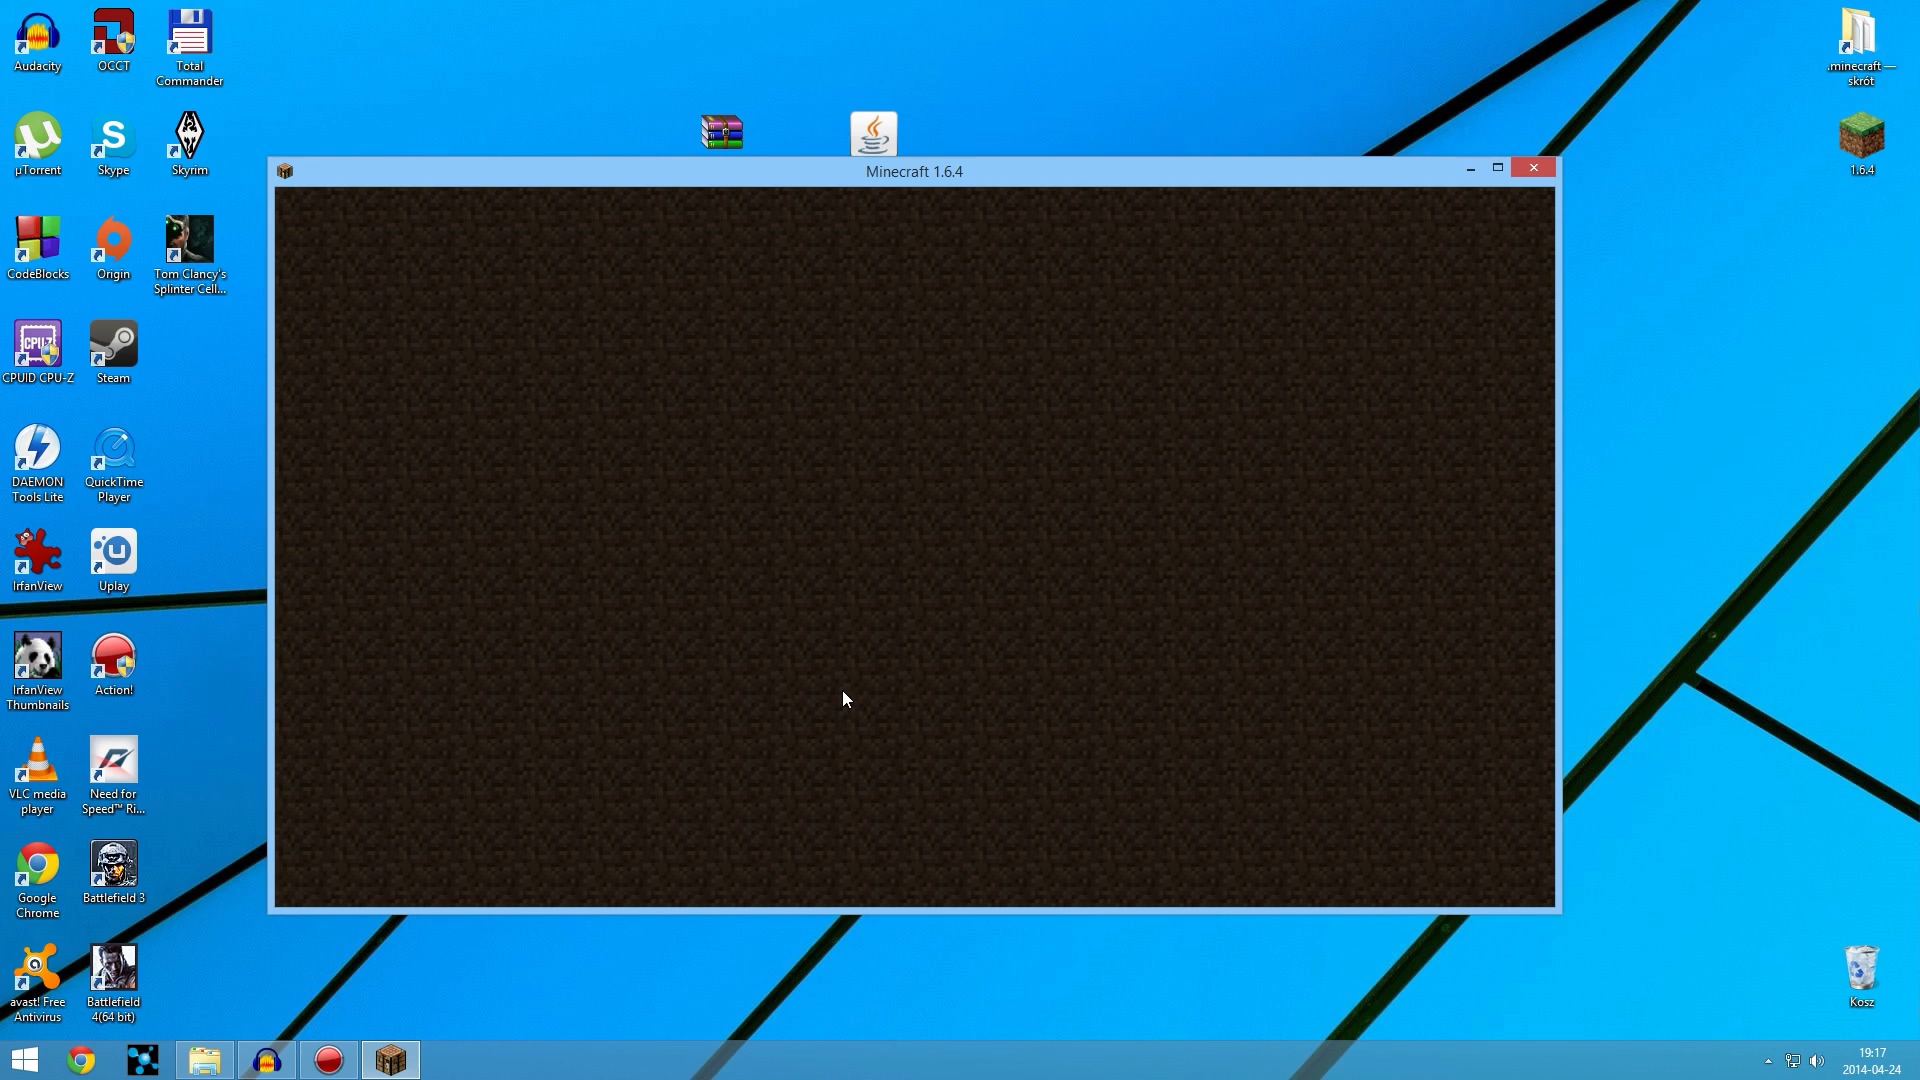 Audacity
OCCT
Total
Commander
.minecraft —
skrót
µTorrent
Skype
Skyrim
1.6.4
Minecraft 1.6.4
CodeBlocks
Origin
Tom Clancy's
Splinter Cell...
CPU-Z
CPUID CPU-Z
Steam
DAEMON
Tools Lite
QuickTime
Player
IrfanView
Uplay
IrfanView
Thumbnails
Action!
VLC media
player
Need for
Speed™ Ri...
Google
Chrome
Battlefield 3
avast! Free
Antivirus
Battlefield
4(64 bit)
Kosz
19:17
2014-04-24